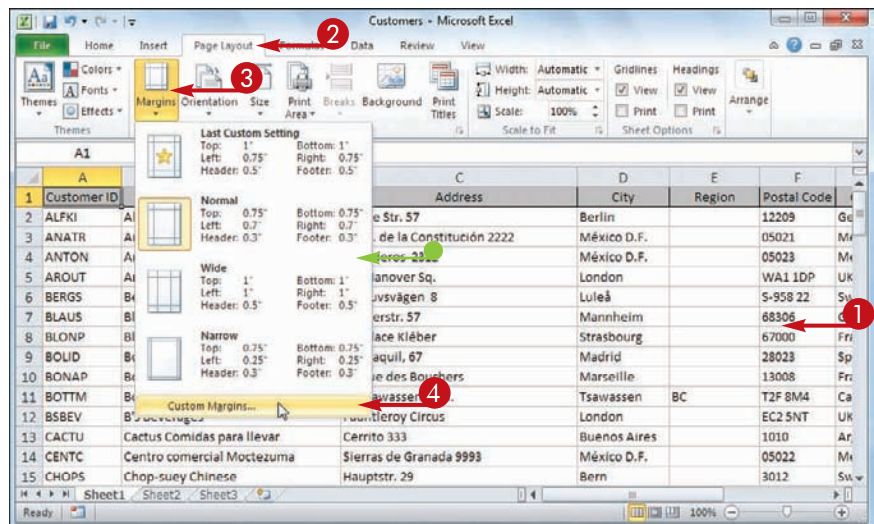 Customers - Microsoft Excel
2
File Home Insert Page Layout Formulas Data Review View
3
Colors
Fonts
Effects
Themes
Margins Orientation Size Print Area Breaks Background Print Titles
Width: Automatic
Height: Automatic
Scale: 100%
Gridlines Headings
View View
Print Print
Arrange
Themes Scale to Fit Sheet Options
A1
Last Custom Setting
Top: 1" Bottom: 1"
Left: 0.75" Right: 0.75"
Header: 0.5" Footer: 0.5"
Normal
Top: 0.75" Bottom: 0.75"
Left: 0.7" Right: 0.7"
Header: 0.3" Footer: 0.3"
Wide
Top: 1" Bottom: 1"
Left: 1" Right: 1"
Header: 0.5" Footer: 0.5"
Narrow
Top: 0.75" Bottom: 0.75"
Left: 0.25" Right: 0.25"
Header: 0.3" Footer: 0.3"
Custom Margins...
4
A C D E F
1 Customer ID Address City Region Postal Code
2 ALFKI Str. 57 Berlin 12209
3 ANATR de la Constitución 2222 México D.F. 05021
4 ANTON 2312 México D.F. 05023
5 AROUT Sq. London WA1 1DP UK
6 BERGS 8 Luleå S-958 22
7 BLAUS 57 Mannheim 68306
1
8 BLONP Kléber Strasbourg 67000
9 BOLID 67 Madrid 28023
10 BONAP des Bouchers Marseille 13008
11 BOTTM Tsawassen BC T2F 8M4
12 BSBEV Circus London EC2 5NT UK
13 CACTU Cactus Comidas para llevar Cerrito 333 Buenos Aires 1010
14 CENTC Centro comercial Moctezuma Sierras de Granada 9993 México D.F. 05022
15 CHOPS Chop-suey Chinese Hauptstr. 29 Bern 3012
Sheet1 Sheet2 Sheet3
Ready 100%